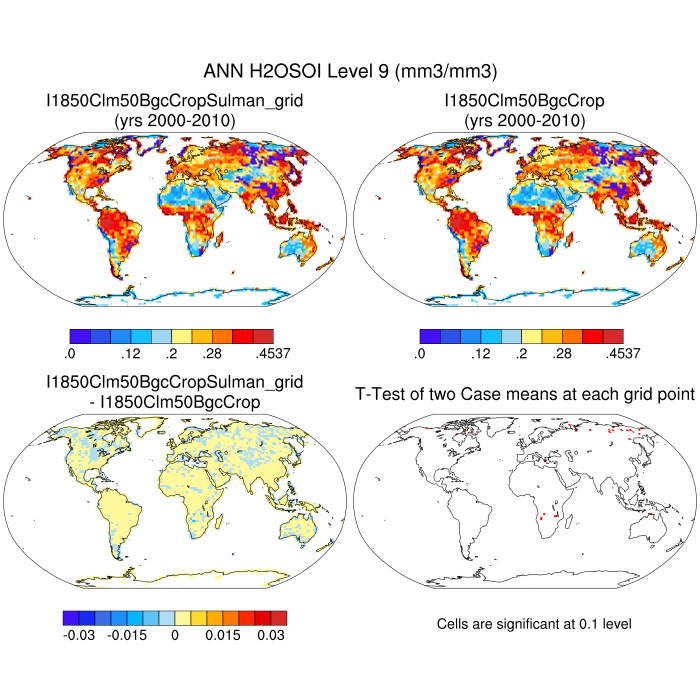 ANN H2OSOI Level 9 (mm3/mm3)
I1850Clm50BgcCropSulman_grid
(yrs 2000-2010)
I1850Clm50BgcCrop
(yrs 2000-2010)
.0 .12 .2 .28 .4537
.0 .12 .2 .28 .4537
I1850Clm50BgcCropSulman_grid
- I1850Clm50BgcCrop
T-Test of two Case means at each grid point
-0.03 -0.015 0 0.015 0.03
Cells are significant at 0.1 level